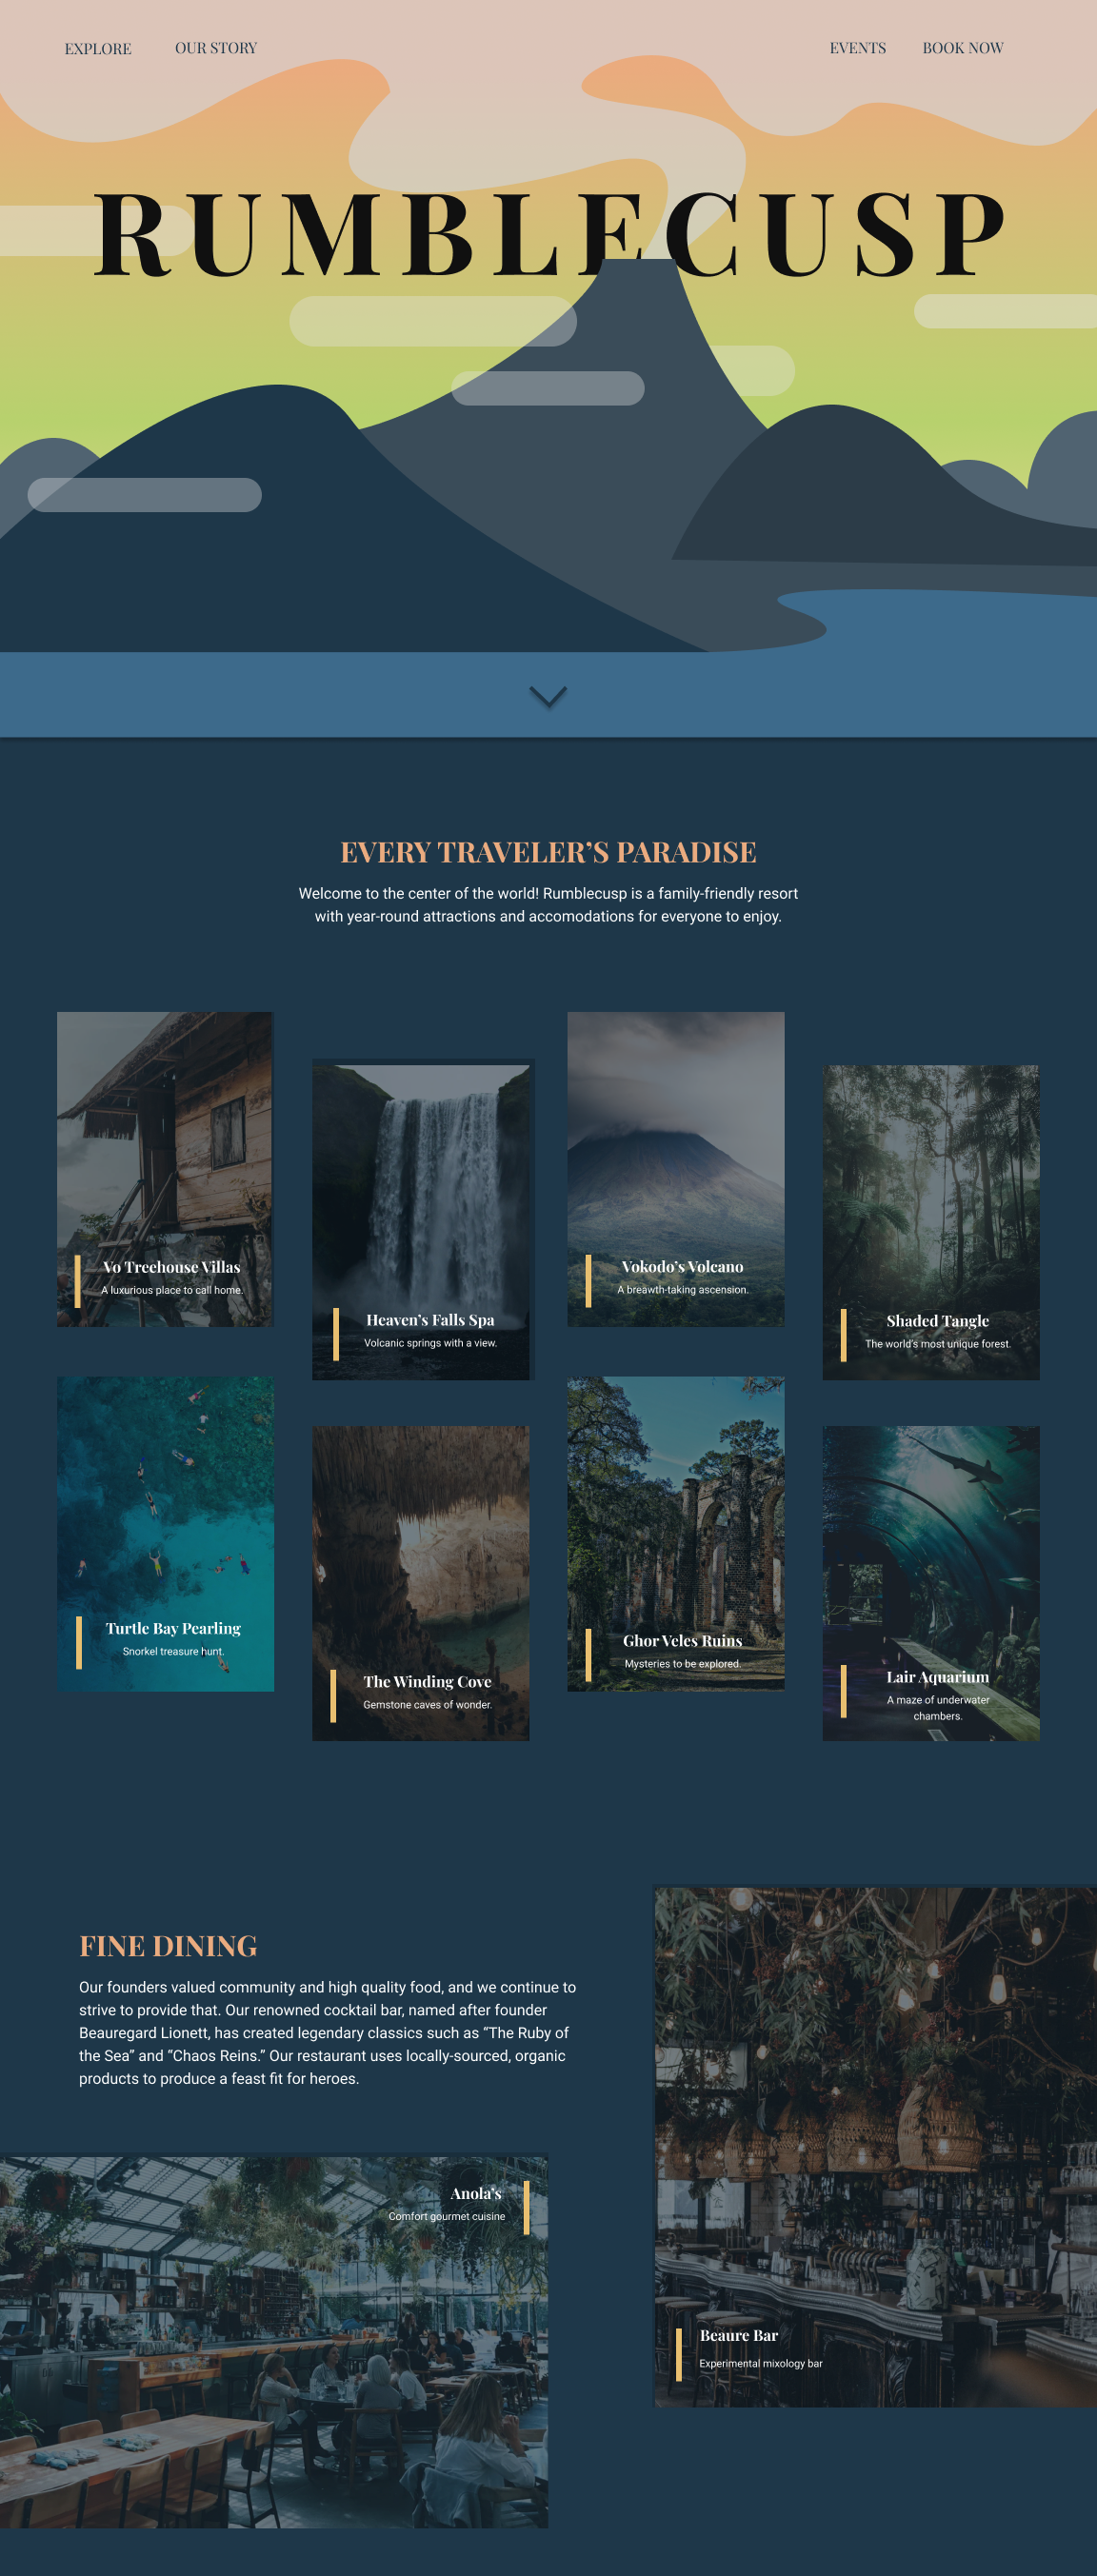 EXPLORE
OUR STORY
EVENTS
BOOK NOW
RUMBLECUSP
EVERY TRAVELER’S PARADISE
Welcome to the center of the world! Rumblecusp is a family-friendly resort
with year-round attractions and accomodations for everyone to enjoy.
Vo Treehouse Villas
A luxurious place to call home.
Heaven’s Falls Spa
Volcanic springs with a view.
Vokodo’s Volcano
A breawth-taking ascension.
Shaded Tangle
The world’s most unique forest.
Turtle Bay Pearling
Snorkel treasure hunt.
The Winding Cove
Gemstone caves of wonder.
Ghor Veles Ruins
Mysteries to be explored.
Lair Aquarium
A maze of underwater
chambers.
FINE DINING
Our founders valued community and high quality food, and we continue to
strive to provide that. Our renowned cocktail bar, named after founder
Beauregard Lionett, has created legendary classics such as “The Ruby of
the Sea” and “Chaos Reins.” Our restaurant uses locally-sourced, organic
products to produce a feast fit for heroes.
Anola’s
Comfort gourmet cuisine
Beaure Bar
Experimental mixology bar